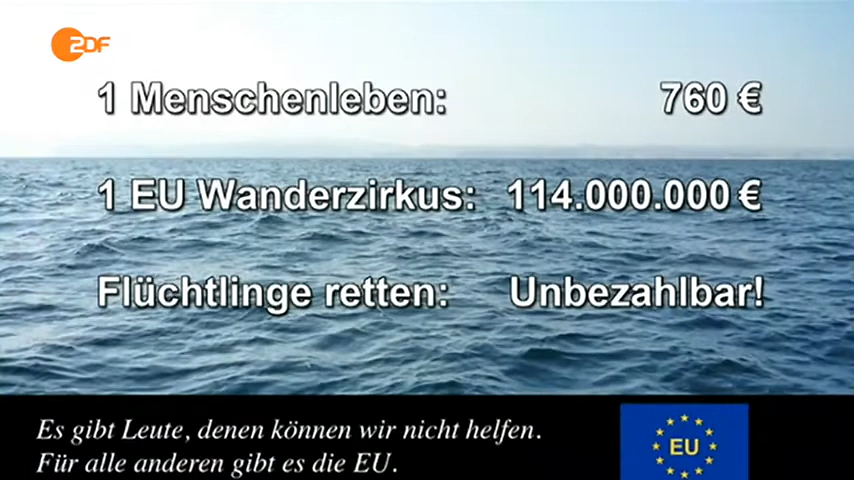 ZDF
1 Menschenleben: 760 €
1 EU Wanderzirkus: 114.000.000 €
Flüchtlinge retten: Unbezahlbar!
Es gibt Leute, denen können wir nicht helfen.
Für alle anderen gibt es die EU.
EU